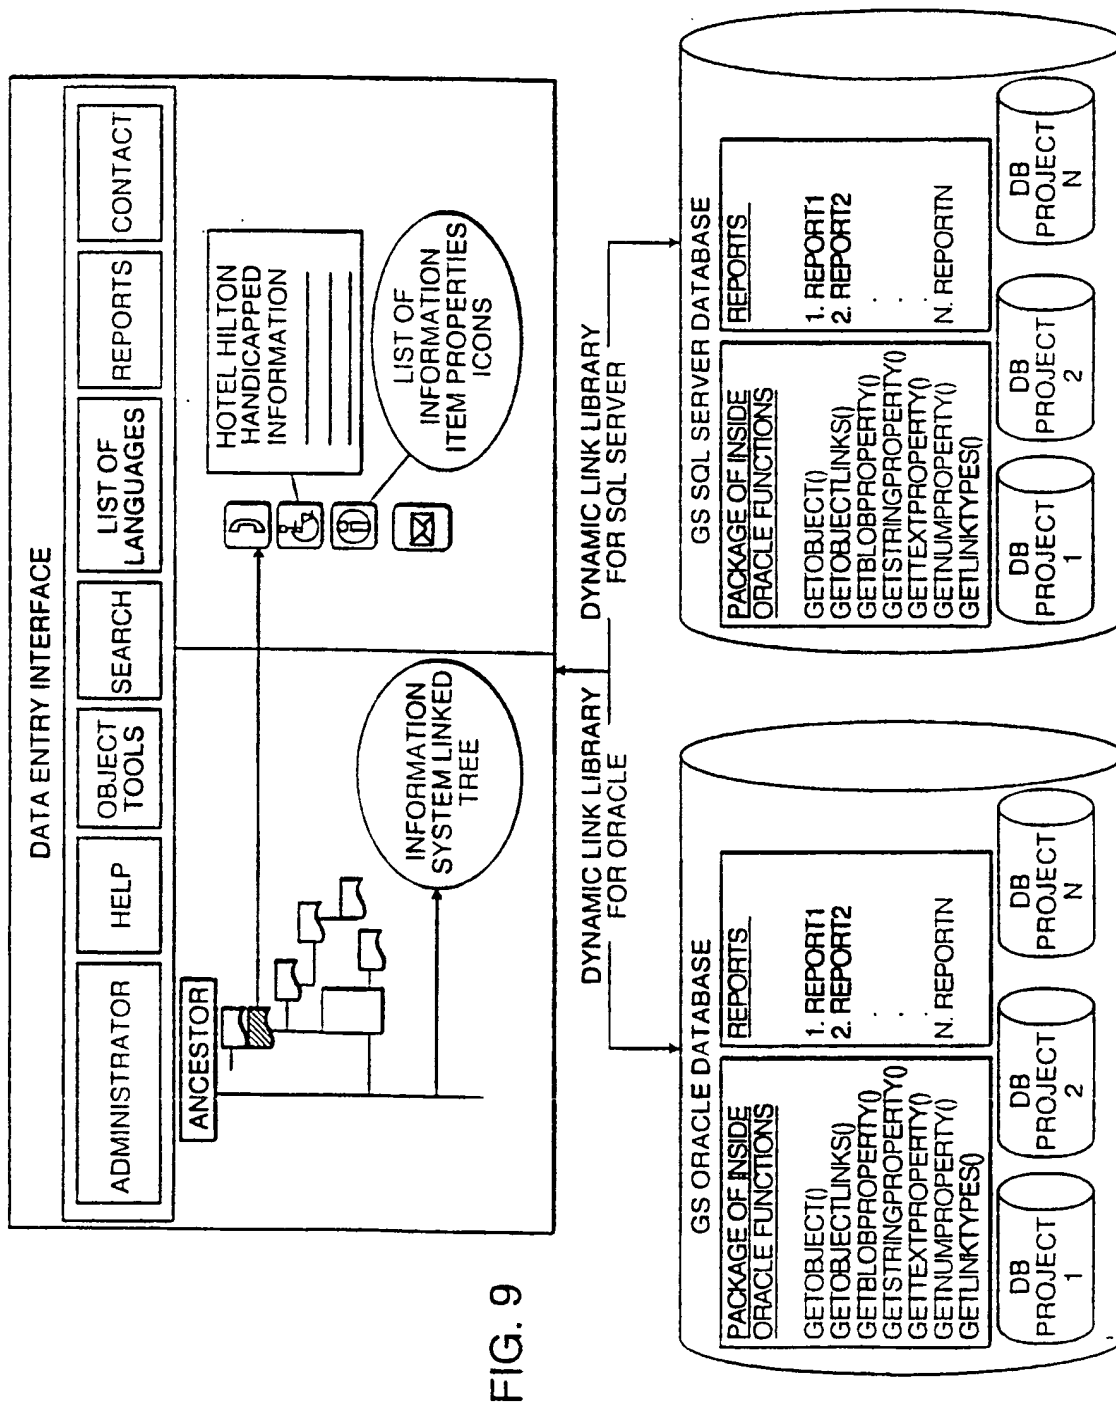 DATA ENTRY INTERFACE
ADMINISTRATOR
HELP
OBJECT
TOOLS
SEARCH
LIST OF
LANGUAGES
REPORTS
CONTACT
ANCESTOR
INFORMATION
SYSTEM LINKED
TREE
HOTEL HILTON
HANDICAPPED
INFORMATION
LIST OF
INFORMATION
ITEM PROPERTIES
ICONS
FIG. 9
DYNAMIC LINK LIBRARY
FOR ORACLE
DYNAMIC LINK LIBRARY
FOR SQL SERVER
GS ORACLE DATABASE
PACKAGE OF INSIDE
ORACLE FUNCTIONS
GETOBJECT()
GETOBJECTLINKS()
GETBLOBPROPERTY()
GETSTRINGPROPERTY()
GETTEXTPROPERTY()
GETNUMPROPERTY()
GETLINKTYPES()
REPORTS
1. REPORT1
2. REPORT2
N. REPORTN
DB
PROJECT
1
DB
PROJECT
2
DB
PROJECT
N
GS SQL SERVER DATABASE
PACKAGE OF INSIDE
ORACLE FUNCTIONS
GETOBJECT()
GETOBJECTLINKS()
GETBLOBPROPERTY()
GETSTRINGPROPERTY()
GETTEXTPROPERTY()
GETNUMPROPERTY()
GETLINKTYPES()
REPORTS
1. REPORT1
2. REPORT2
N. REPORTN
DB
PROJECT
1
DB
PROJECT
2
DB
PROJECT
N